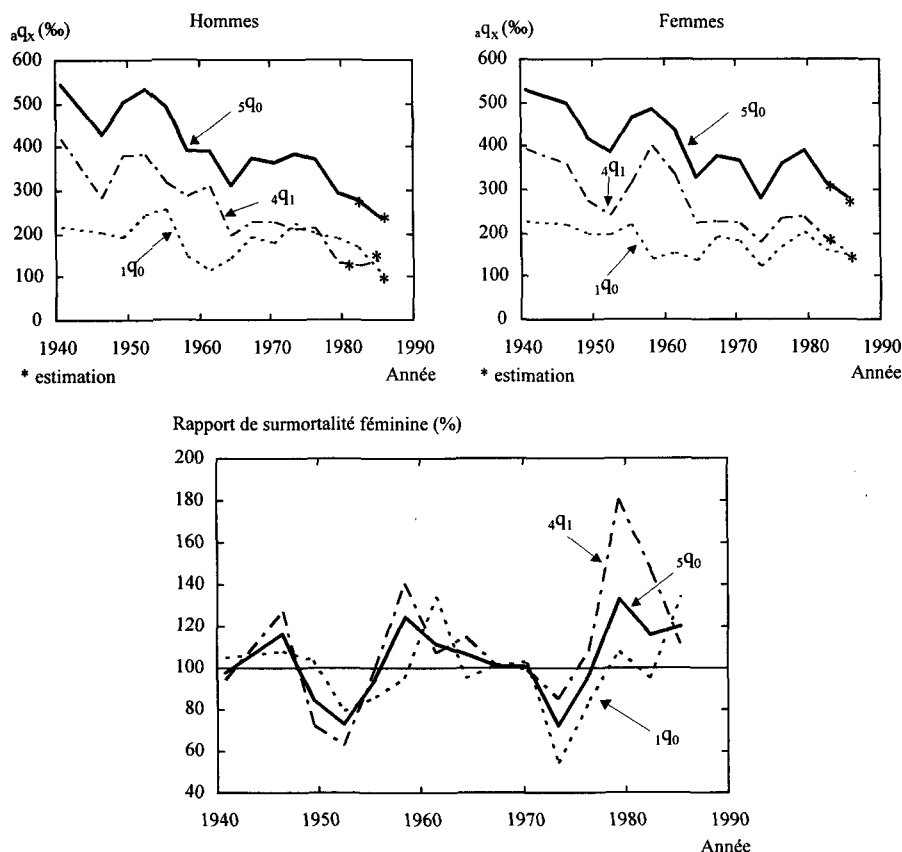 Hommes
ₐqₓ (‰)
600
500
400
300
200
100
0
₅q₀
₄q₁
₁q₀
1940 1950 1960 1970 1980 1990
* estimation Année
Femmes
ₐqₓ (‰)
600
500
400
300
200
100
0
₅q₀
₄q₁
₁q₀
1940 1950 1960 1970 1980 1990
* estimation Année
Rapport de surmortalité féminine (%)
200
180
160
140
120
100
80
60
40
₄q₁
₅q₀
₁q₀
1940 1950 1960 1970 1980 1990
Année